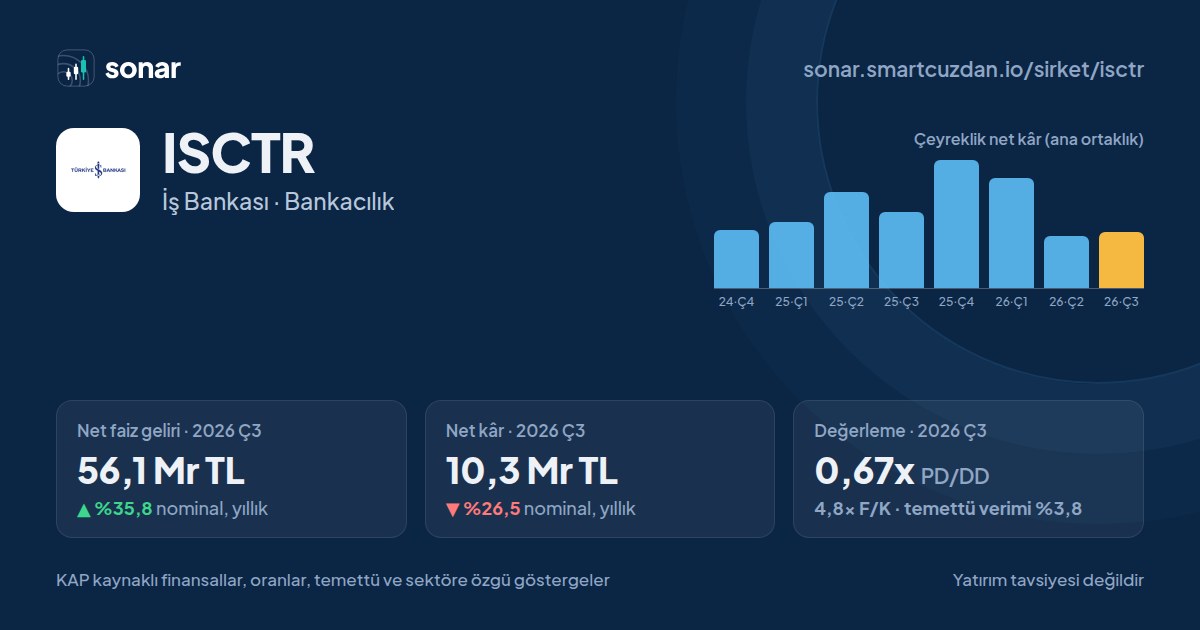 sonar
sonar.smartcuzdan.io/sirket/isctr
TÜRKİYE BANKASI
ISCTR
İş Bankası · Bankacılık
Çeyreklik net kâr (ana ortaklık)
24·Ç4 25·Ç1 25·Ç2 25·Ç3 25·Ç4 26·Ç1 26·Ç2 26·Ç3
Net faiz geliri · 2026 Ç3
56,1 Mr TL
▲ %35,8 nominal, yıllık
Net kâr · 2026 Ç3
10,3 Mr TL
▼ %26,5 nominal, yıllık
Değerleme · 2026 Ç3
0,67x PD/DD
4,8× F/K · temettü verimi %3,8
KAP kaynaklı finansallar, oranlar, temettü ve sektöre özgü göstergeler
Yatırım tavsiyesi değildir